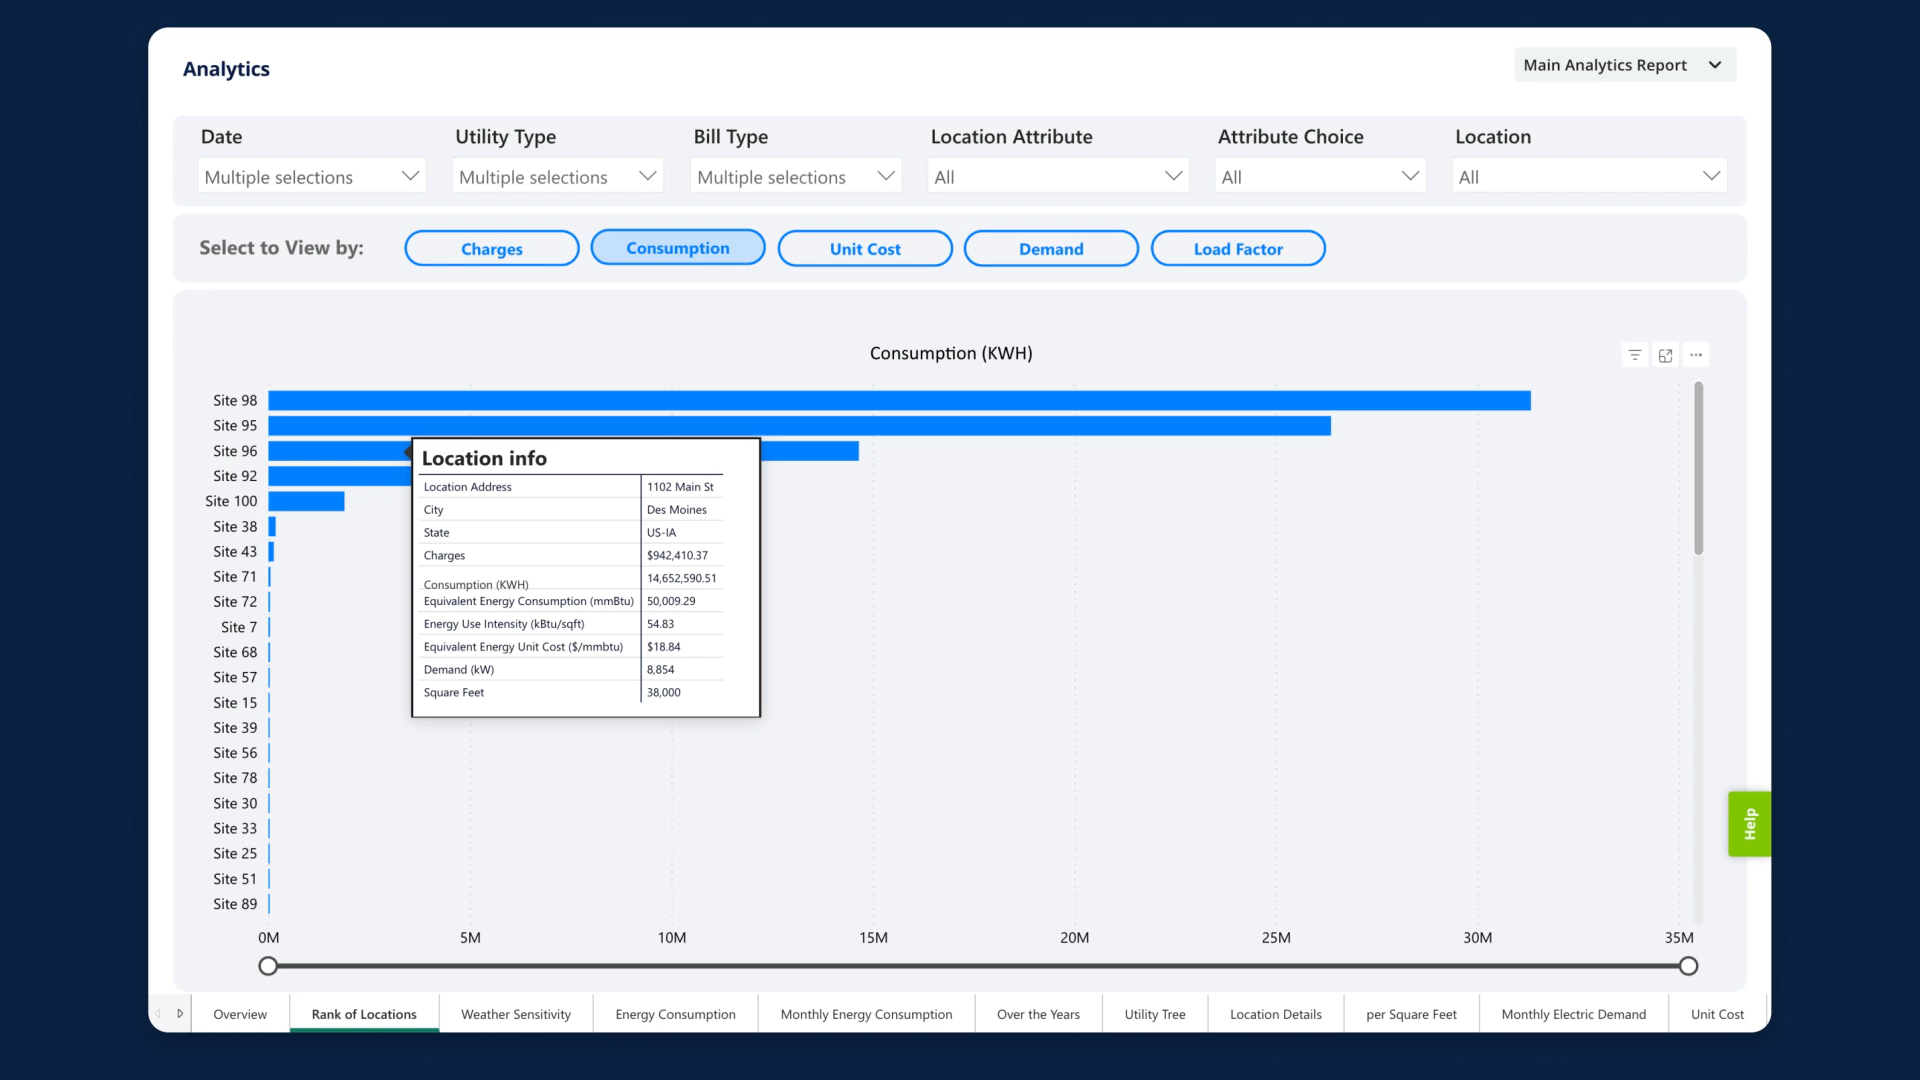 Analytics
Main Analytics Report
Date
Utility Type
Bill Type
Location Attribute
Attribute Choice
Location
Multiple selections
Multiple selections
Multiple selections
All
All
All
Select to View by:
Charges
Consumption
Unit Cost
Demand
Load Factor
Consumption (KWH)
Site 98
Site 95
Site 96
Site 92
Site 100
Site 38
Site 43
Site 71
Site 72
Site 7
Site 68
Site 57
Site 15
Site 39
Site 56
Site 78
Site 30
Site 33
Site 25
Site 51
Site 89
Location info
Location Address 1102 Main St
City Des Moines
State US-IA
Charges $942,410.37
Consumption (KWH) 14,652,590.51
Equivalent Energy Consumption (mmBtu) 50,009.29
Energy Use Intensity (kBtu/sqft) 54.83
Equivalent Energy Unit Cost ($/mmbtu) $18.84
Demand (kW) 8,854
Square Feet 38,000
0M 5M 10M 15M 20M 25M 30M 35M
Help
Overview
Rank of Locations
Weather Sensitivity
Energy Consumption
Monthly Energy Consumption
Over the Years
Utility Tree
Location Details
per Square Feet
Monthly Electric Demand
Unit Cost